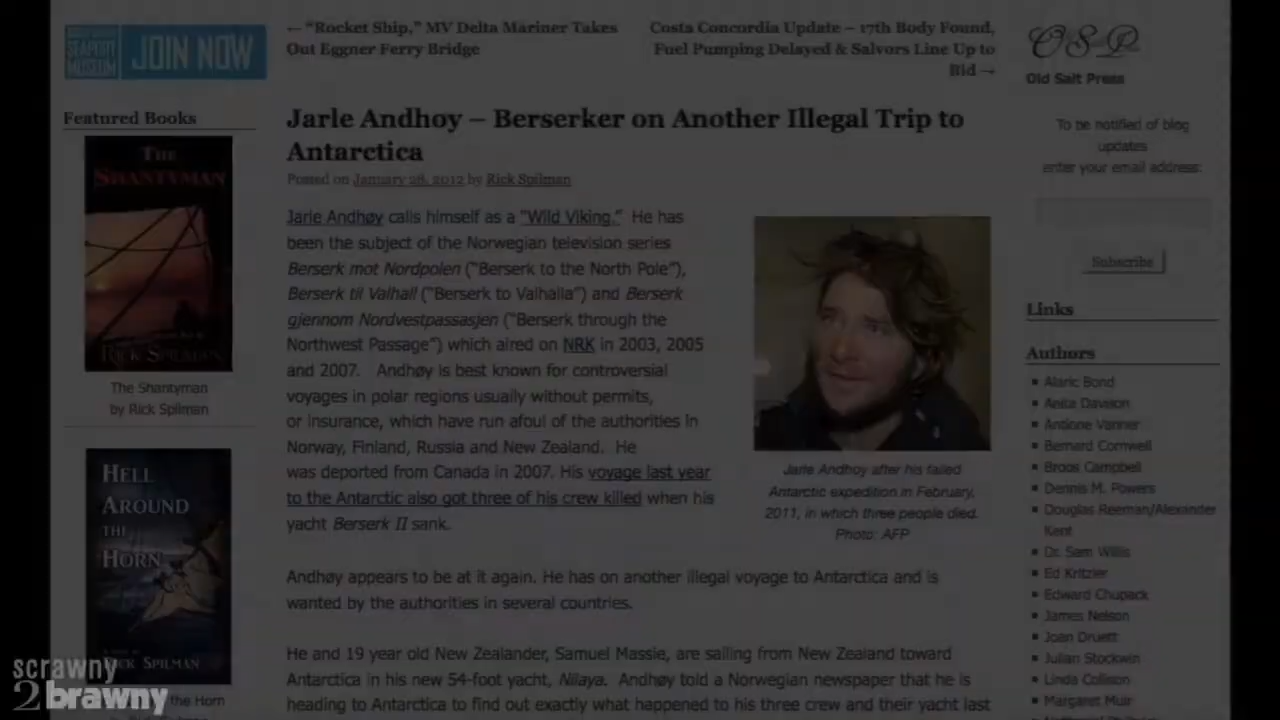 SEAPORT
MUSEUM
JOIN NOW
← “Rocket Ship,” MV Delta Mariner Takes
Out Eggner Ferry Bridge
Costa Concordia Update – 17th Body Found,
Fuel Pumping Delayed & Salvors Line Up to
Bid →
OSP
Old Salt Press
Featured Books
THE
SHANTYMAN
RICK SPILMAN
The Shantyman
by Rick Spilman
HELL
AROUND
THE
HORN
RICK SPILMAN
the Horn
Jarle Andhoy – Berserker on Another Illegal Trip to
Antarctica
Posted on January 28, 2012 by Rick Spilman
Jarle Andhøy calls himself as a “Wild Viking.” He has
been the subject of the Norwegian television series
Berserk mot Nordpolen (“Berserk to the North Pole”),
Berserk til Valhall (“Berserk to Valhalla”) and Berserk
gjennom Nordvestpassasjen (“Berserk through the
Northwest Passage”) which aired on NRK in 2003, 2005
and 2007. Andhøy is best known for controversial
voyages in polar regions usually without permits,
or insurance, which have run afoul of the authorities in
Norway, Finland, Russia and New Zealand. He
was deported from Canada in 2007. His voyage last year
to the Antarctic also got three of his crew killed when his
yacht Berserk II sank.
Jarle Andhøy after his failed
Antarctic expedition in February,
2011, in which three people died.
Photo: AFP
Andhøy appears to be at it again. He has on another illegal voyage to Antarctica and is
wanted by the authorities in several countries.
He and 19 year old New Zealander, Samuel Massie, are sailing from New Zealand toward
Antarctica in his new 54-foot yacht, Nilaya. Andhøy told a Norwegian newspaper that he is
heading to Antarctica to find out exactly what happened to his three crew and their yacht last
To be notified of blog
updates
enter your email address:
Subscribe
Links
Authors
Alaric Bond
Anita Davison
Antione Vanner
Bernard Cornwell
Broos Campbell
Dennis M. Powers
Douglas Reeman/Alexander
Kent
Dr. Sam Willis
Ed Kritzler
Edward Chupack
James Nelson
Joan Druett
Julian Stockwin
Linda Collison
Margaret Muir
scrawny
2brawny